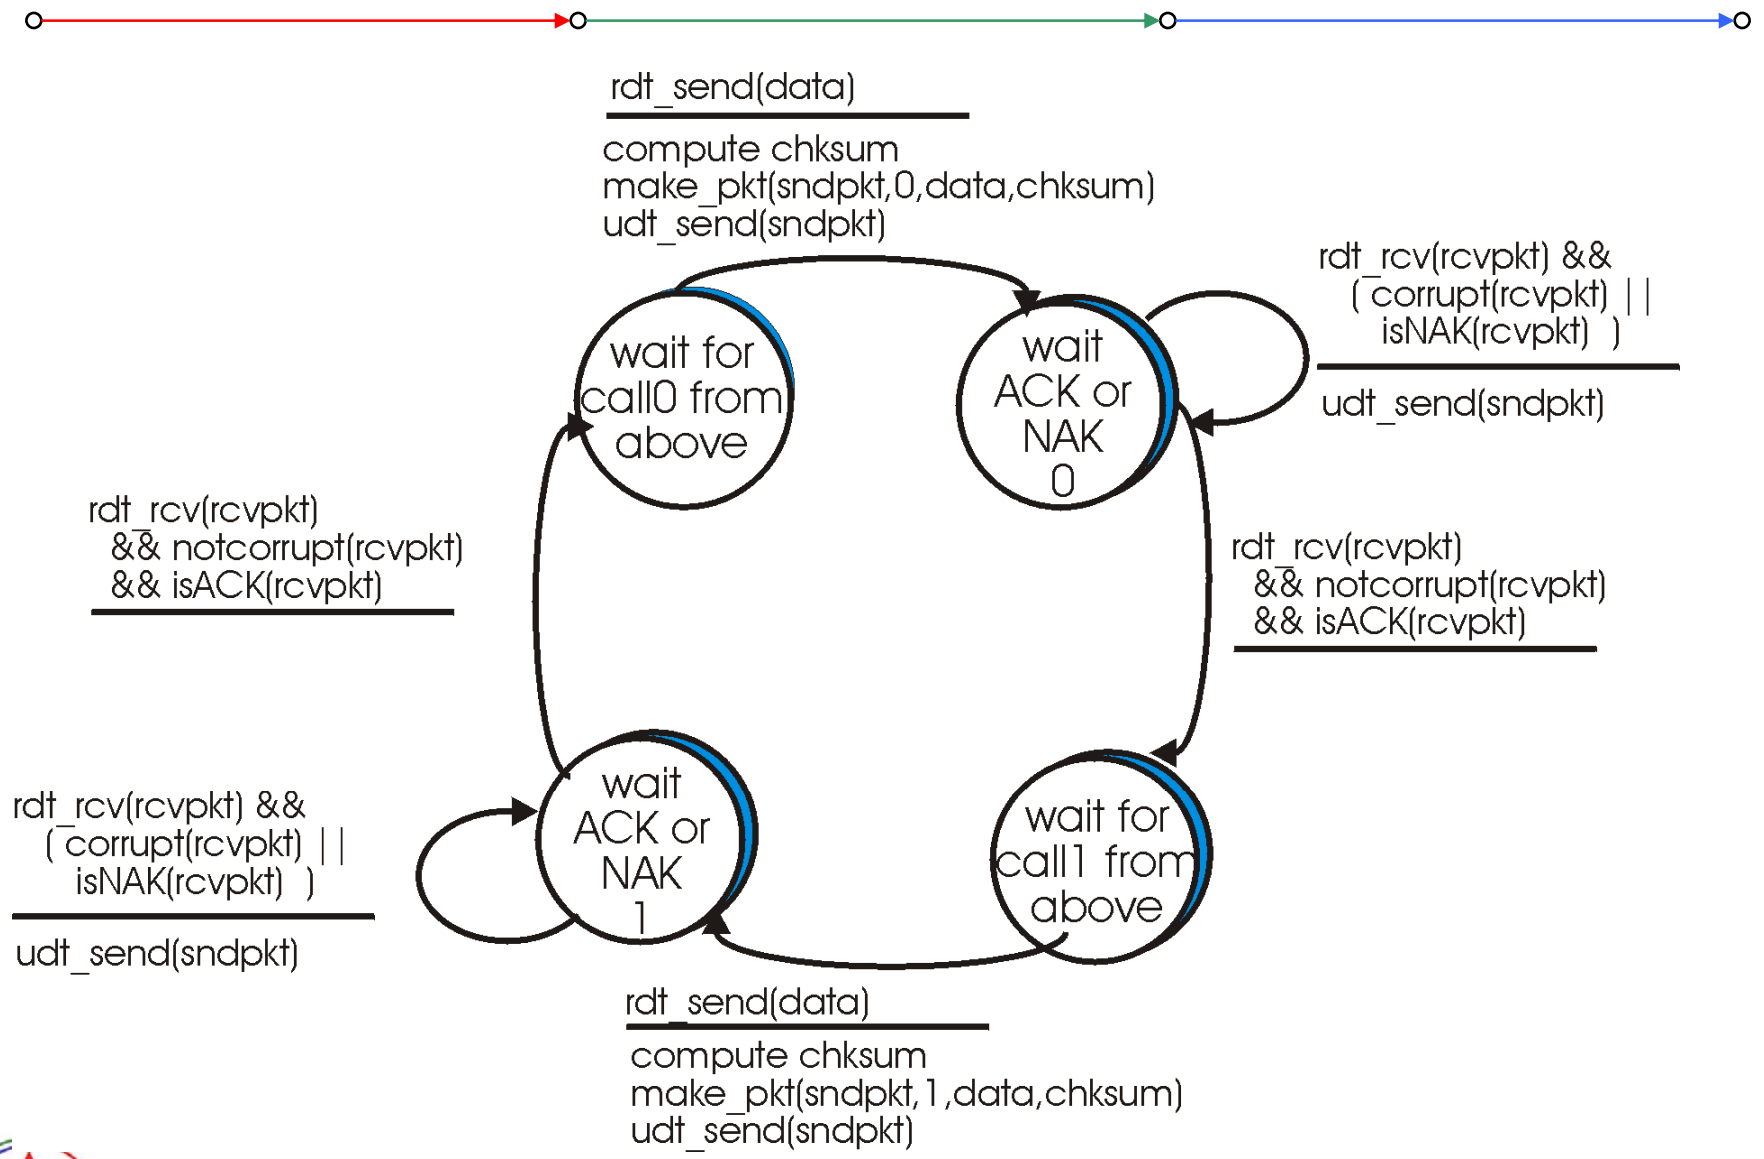 rdt_send(data)
compute chksum
make_pkt(sndpkt,0,data,chksum)
udt_send(sndpkt)
rdt_rcv(rcvpkt) &&
( corrupt(rcvpkt) ||
isNAK(rcvpkt) )
udt_send(sndpkt)
wait for
call0 from
above
wait
ACK or
NAK
0
rdt_rcv(rcvpkt)
&& notcorrupt(rcvpkt)
&& isACK(rcvpkt)
rdt_rcv(rcvpkt)
&& notcorrupt(rcvpkt)
&& isACK(rcvpkt)
wait
ACK or
NAK
1
wait for
call1 from
above
rdt_rcv(rcvpkt) &&
( corrupt(rcvpkt) ||
isNAK(rcvpkt) )
udt_send(sndpkt)
rdt_send(data)
compute chksum
make_pkt(sndpkt,1,data,chksum)
udt_send(sndpkt)